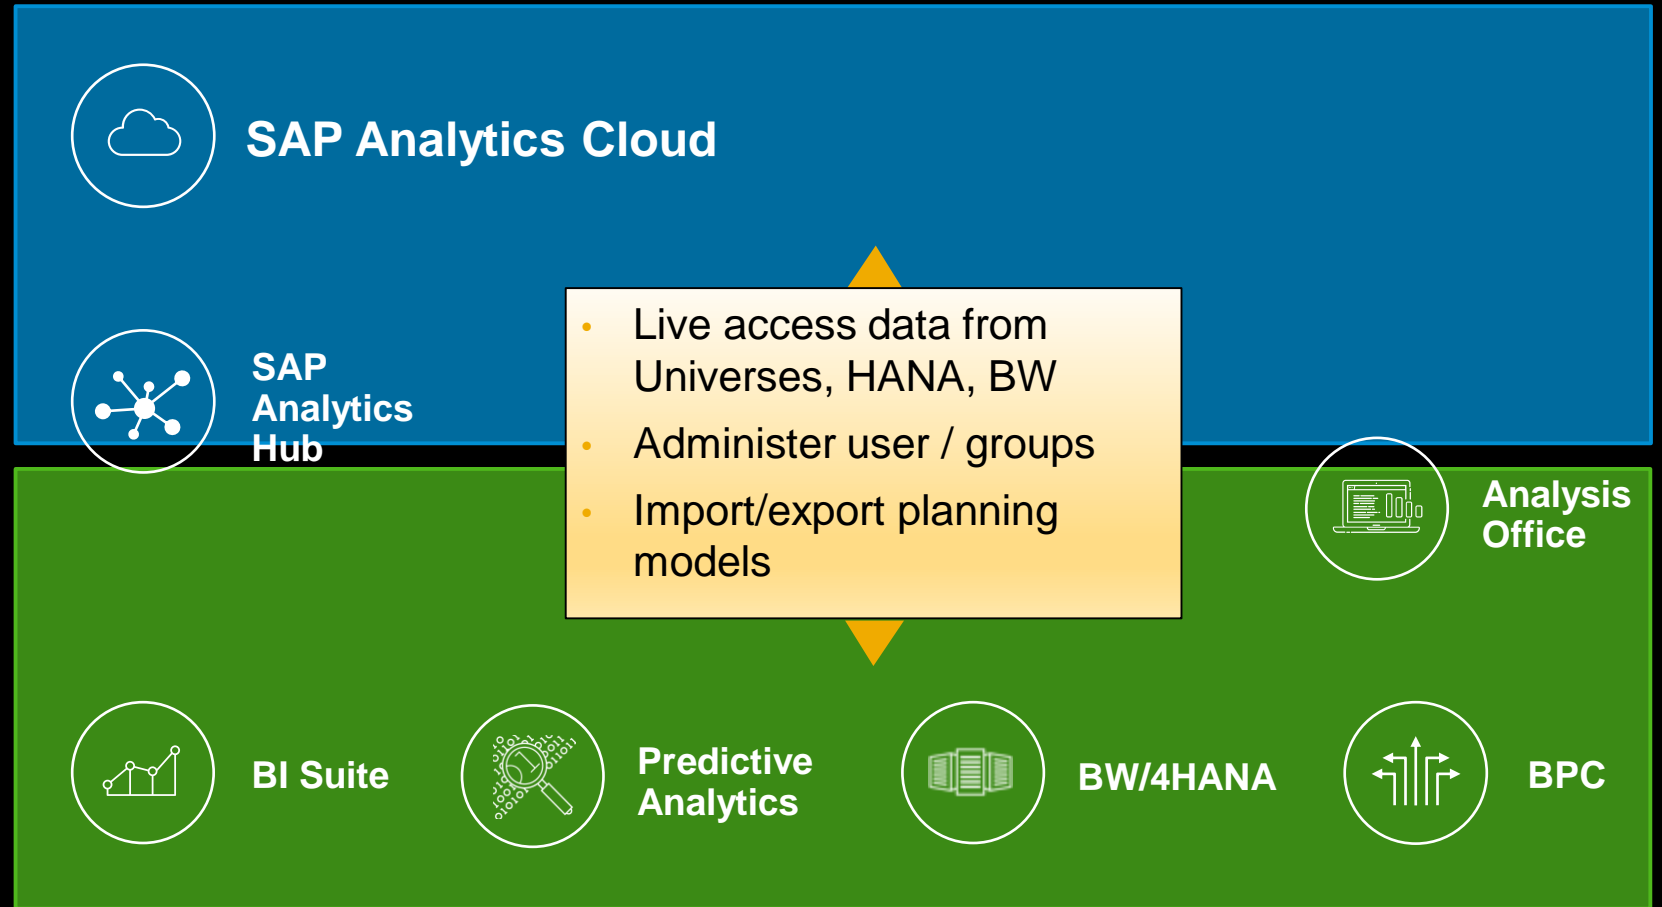 SAP Analytics Cloud
SAP
Analytics
Hub
• Live access data from
Universes, HANA, BW
• Administer user / groups
• Import/export planning
models
Analysis
Office
BI Suite
Predictive
Analytics
BW/4HANA
BPC